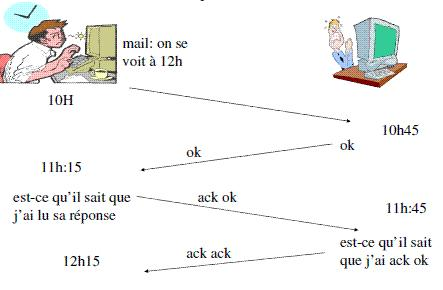 mail: on se
voit à 12h
10H
10h45
ok
ok
11h:15
est-ce qu'il sait que
j'ai lu sa réponse
ack ok
11h:45
est-ce qu'il sait
que j'ai ack ok
ack ack
12h15